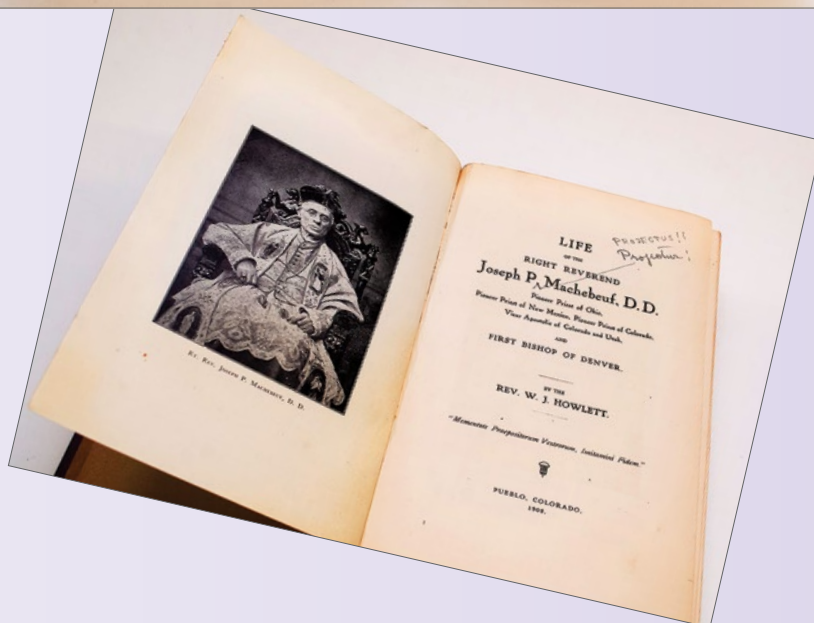 Rt. Rev. Joseph P. Machebeuf, D. D.
LIFE
OF THE
RIGHT REVEREND
Joseph P. Machebeuf, D.D.
PROJECTUS!!
Projectus!
Pioneer Priest of Ohio,
Pioneer Priest of New Mexico, Pioneer Priest of Colorado,
Vicar Apostolic of Colorado and Utah,
AND
FIRST BISHOP OF DENVER.
BY THE
REV. W. J. HOWLETT.
"Mementote Praepositorum Vestrorum, Imitamini Fidem."
PUEBLO, COLORADO.
1908.